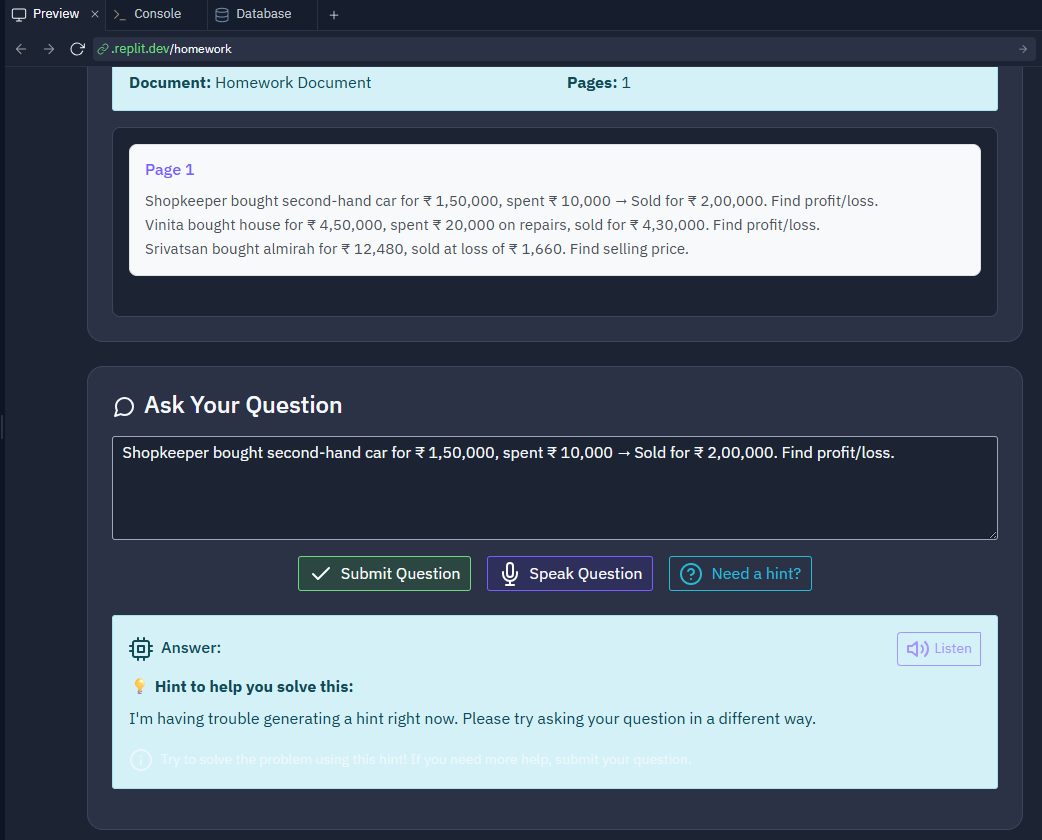 Preview
Console
Database
.replit.dev/homework
Document: Homework Document
Pages: 1
Page 1
Shopkeeper bought second-hand car for ₹ 1,50,000, spent ₹ 10,000 → Sold for ₹ 2,00,000. Find profit/loss.
Vinita bought house for ₹ 4,50,000, spent ₹ 20,000 on repairs, sold for ₹ 4,30,000. Find profit/loss.
Srivatsan bought almirah for ₹ 12,480, sold at loss of ₹ 1,660. Find selling price.
Ask Your Question
Shopkeeper bought second-hand car for ₹ 1,50,000, spent ₹ 10,000 → Sold for ₹ 2,00,000. Find profit/loss.
Submit Question
Speak Question
Need a hint?
Answer:
Listen
Hint to help you solve this:
I'm having trouble generating a hint right now. Please try asking your question in a different way.
Try to solve the problem using this hint! If you need more help, submit your question.